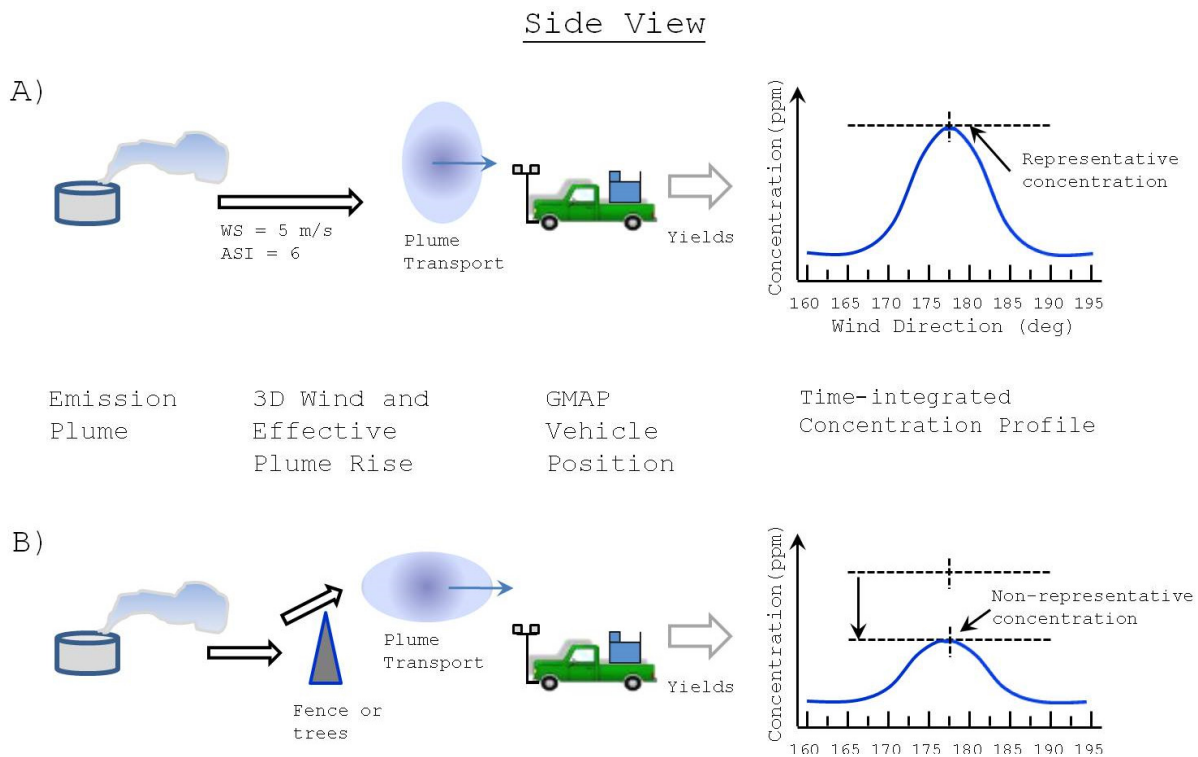 Side View
A)
WS = 5 m/s
ASI = 6
Plume
Transport
Yields
Concentration(ppm)
Representative
concentration
160 165 170 175 180 185 190 195
Wind Direction (deg)
Emission
Plume
3D Wind and
Effective
Plume Rise
GMAP
Vehicle
Position
Time-integrated
Concentration Profile
B)
Fence or
trees
Plume
Transport
Yields
Concentration(ppm)
Non-representative
concentration
160 165 170 175 180 185 190 195